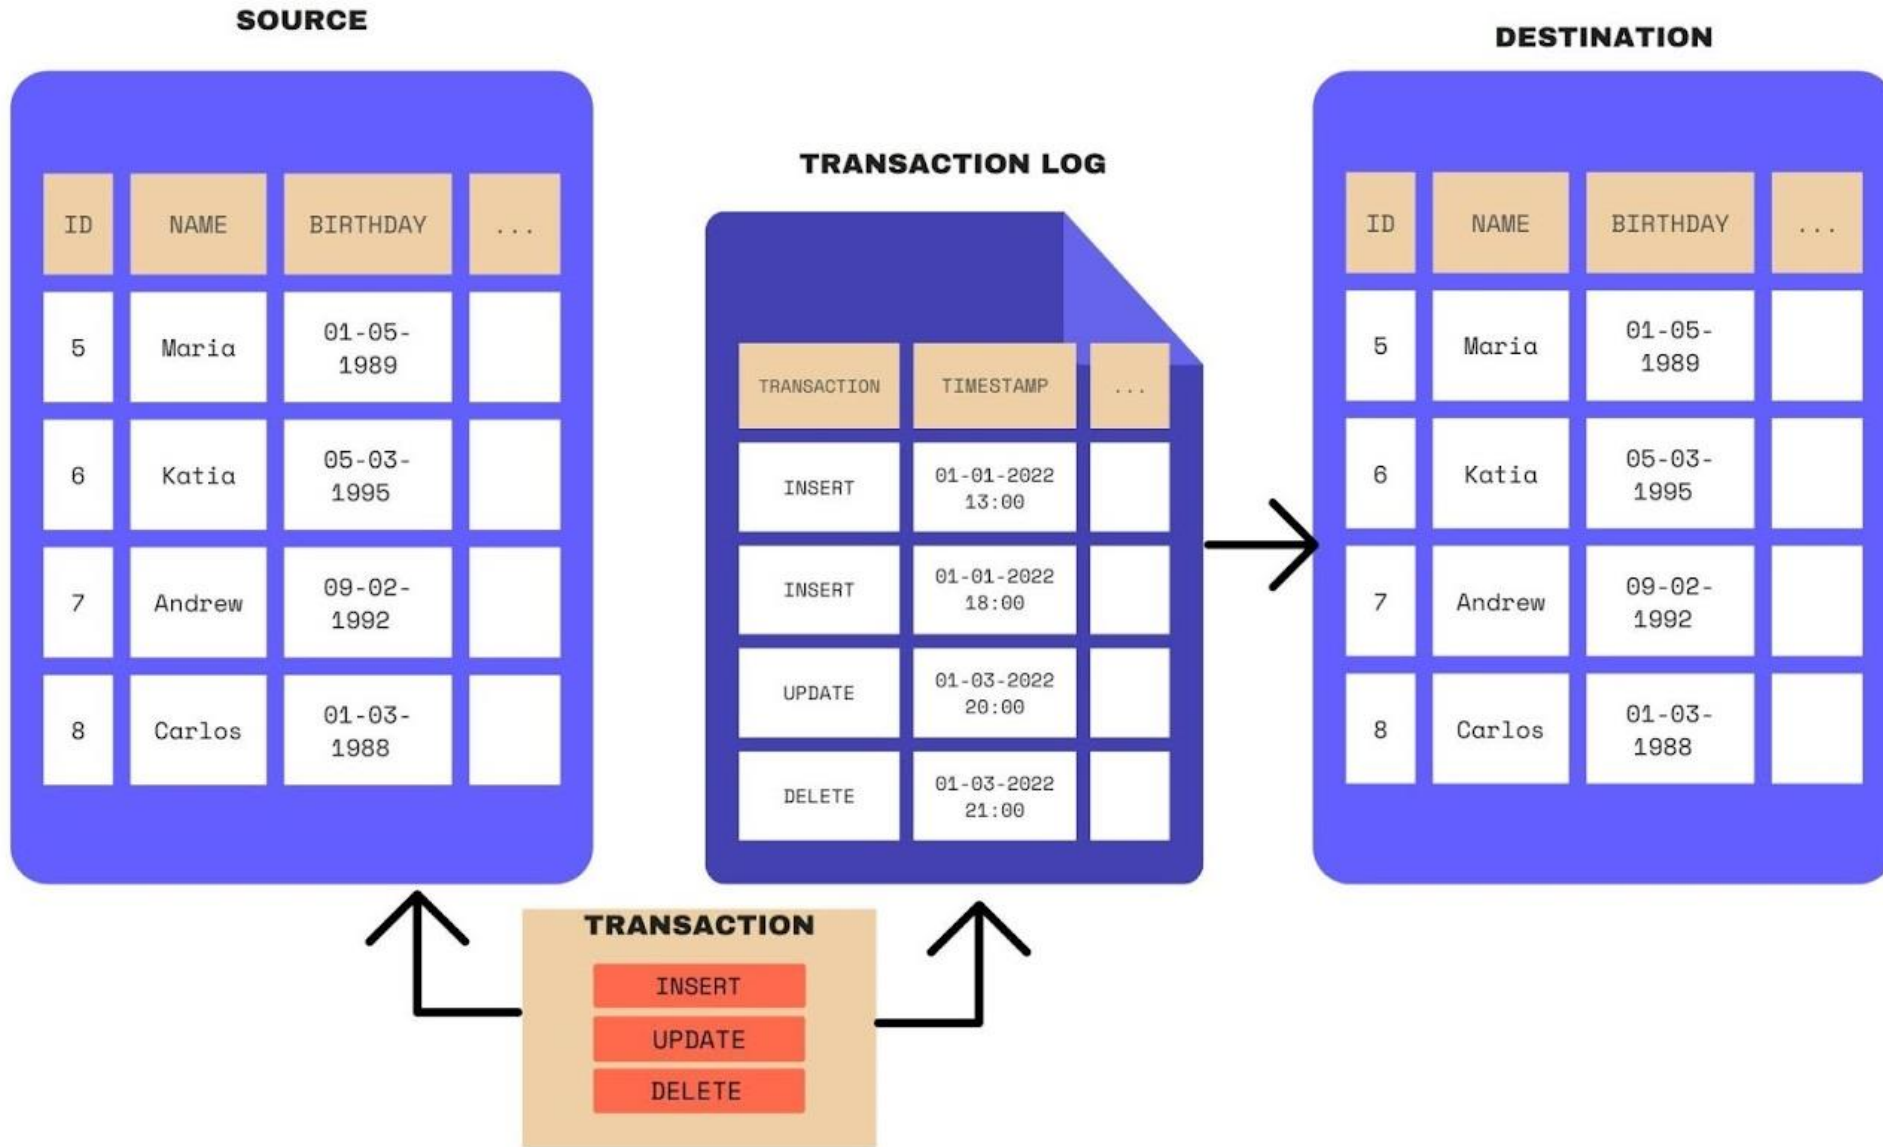 SOURCE
ID NAME BIRTHDAY ...
5 Maria 01-05-
1989
6 Katia 05-03-
1995
7 Andrew 09-02-
1992
8 Carlos 01-03-
1988
TRANSACTION LOG
TRANSACTION TIMESTAMP ...
INSERT 01-01-2022
13:00
INSERT 01-01-2022
18:00
UPDATE 01-03-2022
20:00
DELETE 01-03-2022
21:00
DESTINATION
ID NAME BIRTHDAY ...
5 Maria 01-05-
1989
6 Katia 05-03-
1995
7 Andrew 09-02-
1992
8 Carlos 01-03-
1988
TRANSACTION
INSERT
UPDATE
DELETE